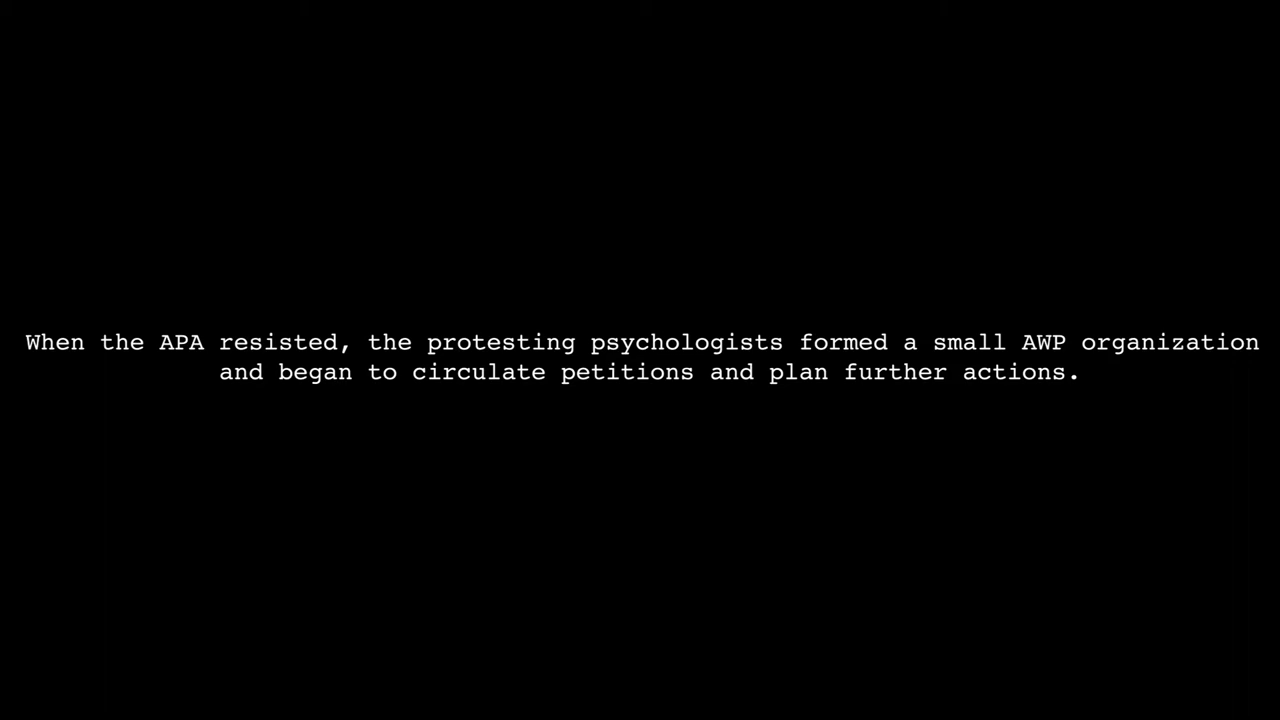 When the APA resisted, the protesting psychologists formed a small AWP organization
and began to circulate petitions and plan further actions.